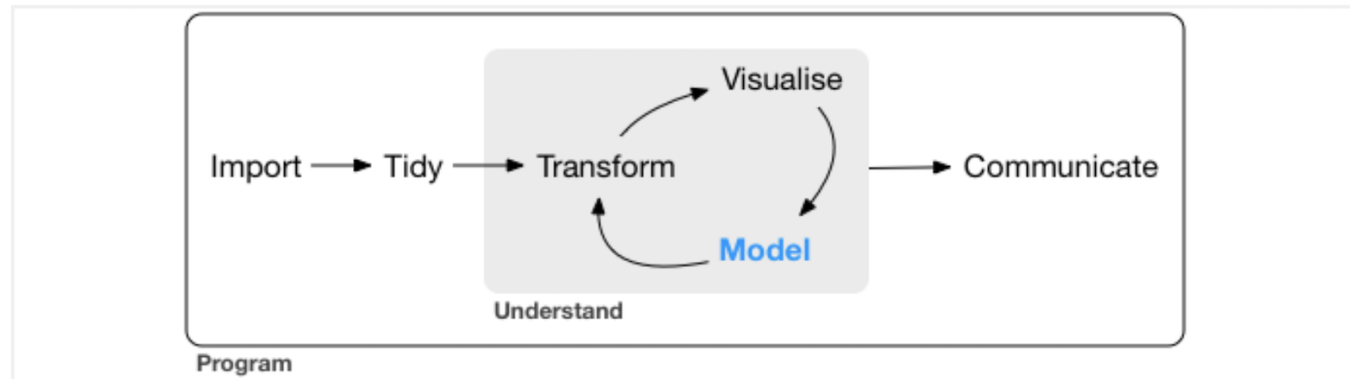 Visualise
Import Tidy Transform Communicate
Model
Understand
Program